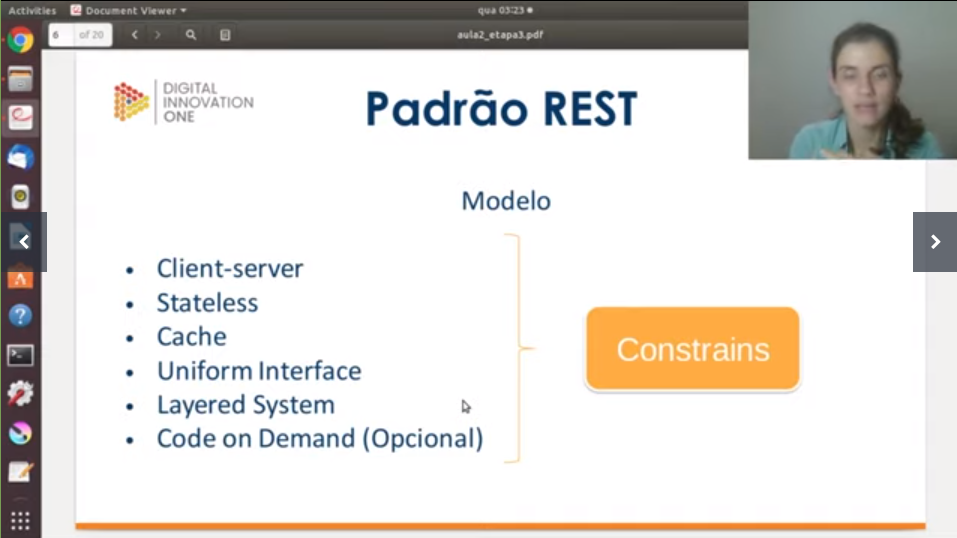 Activities
Document Viewer
qua 03:23
6 of 20
aula2_etapa3.pdf
DIGITAL
INNOVATION
ONE
Padrão REST
Modelo
• Client-server
• Stateless
• Cache
• Uniform Interface
• Layered System
• Code on Demand (Opcional)
Constrains